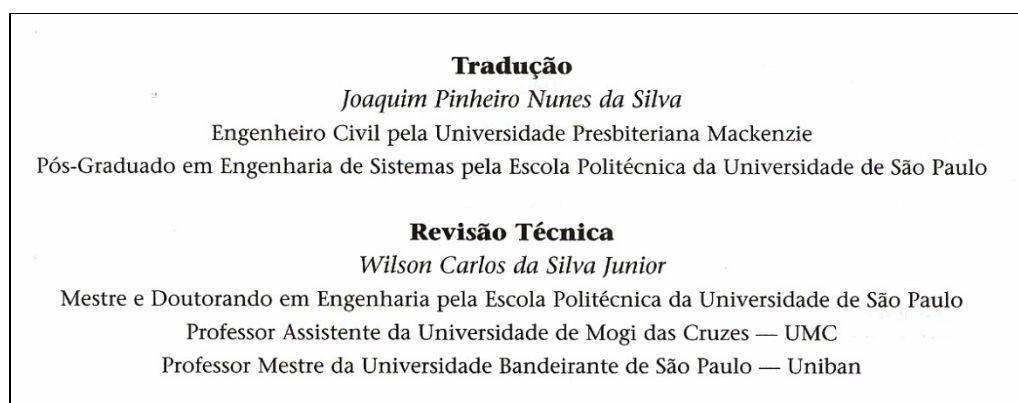 Tradução
Joaquim Pinheiro Nunes da Silva
Engenheiro Civil pela Universidade Presbiteriana Mackenzie
Pós-Graduado em Engenharia de Sistemas pela Escola Politécnica da Universidade de São Paulo
Revisão Técnica
Wilson Carlos da Silva Junior
Mestre e Doutorando em Engenharia pela Escola Politécnica da Universidade de São Paulo
Professor Assistente da Universidade de Mogi das Cruzes — UMC
Professor Mestre da Universidade Bandeirante de São Paulo — Uniban